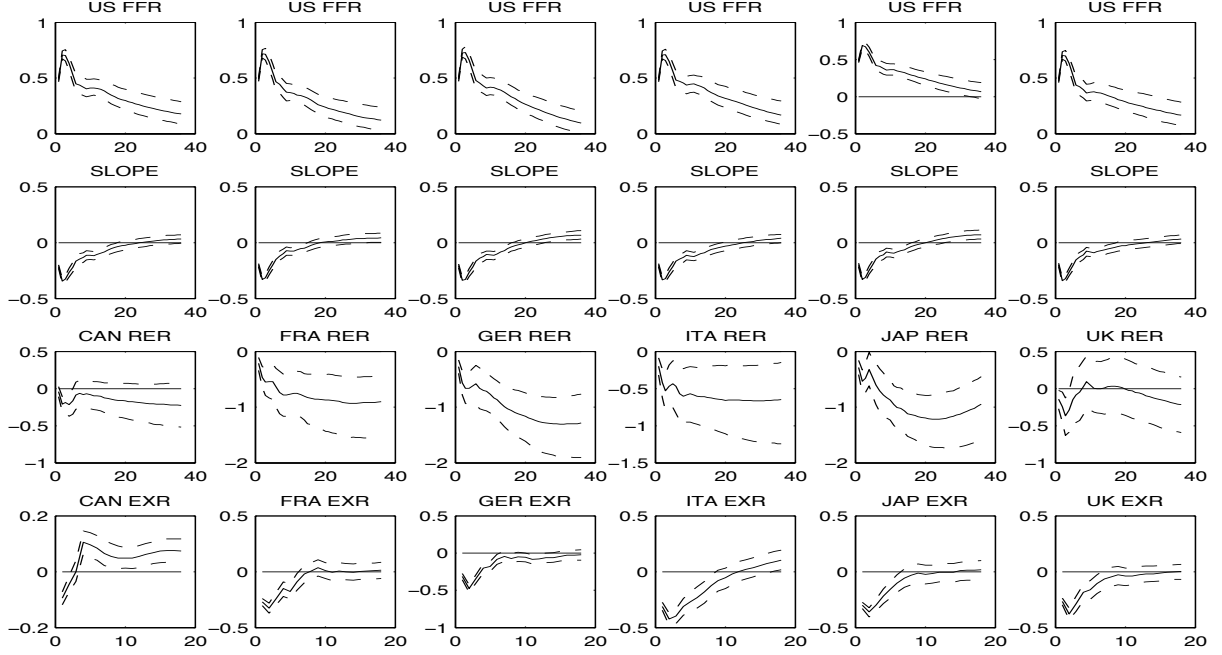 US FFR US FFR US FFR US FFR US FFR US FFR
1 1 1 1 1 1
0.5 0.5 0.5 0.5 0.5 0.5
0
0 0 0 0 −0.5 0
0 20 40 0 20 40 0 20 40 0 20 40 0 20 40 0 20 40
SLOPE SLOPE SLOPE SLOPE SLOPE SLOPE
0.5 0.5 0.5 0.5 0.5 0.5
0 0 0 0 0 0
−0.5 −0.5 −0.5 −0.5 −0.5 −0.5
0 20 40 0 20 40 0 20 40 0 20 40 0 20 40 0 20 40
CAN RER FRA RER GER RER ITA RER JAP RER UK RER
0.5 0 0 0 0 0.5
0 −0.5 0
−0.5 −1 −1 −1 −1 −0.5
−1 −2 −2 −1.5 −2 −1
0 20 40 0 20 40 0 20 40 0 20 40 0 20 40 0 20 40
CAN EXR FRA EXR GER EXR ITA EXR JAP EXR UK EXR
0.2 0.5 0.5 0.5 0.5 0.5
0 0 0 0 0 0
−0.5
−0.2 −0.5 −1 −0.5 −0.5 −0.5
0 10 20 0 10 20 0 10 20 0 10 20 0 10 20 0 10 20